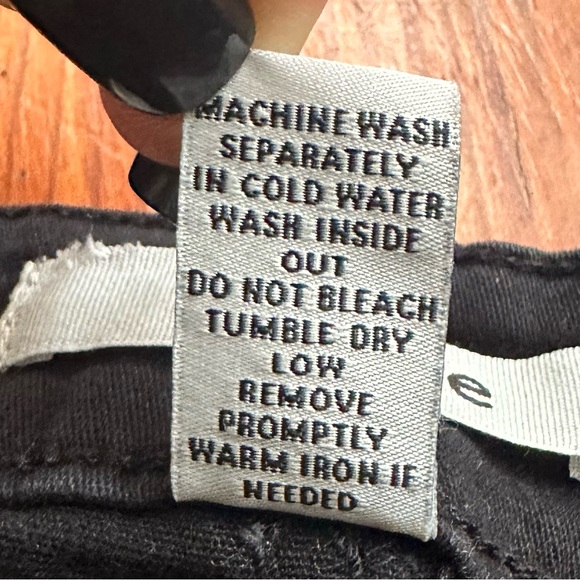 MACHINE WASH
SEPARATELY
IN COLD WATER
WASH INSIDE
OUT
DO NOT BLEACH
TUMBLE DRY
LOW
REMOVE
PROMPTLY
WARM IRON IF
NEEDED
e